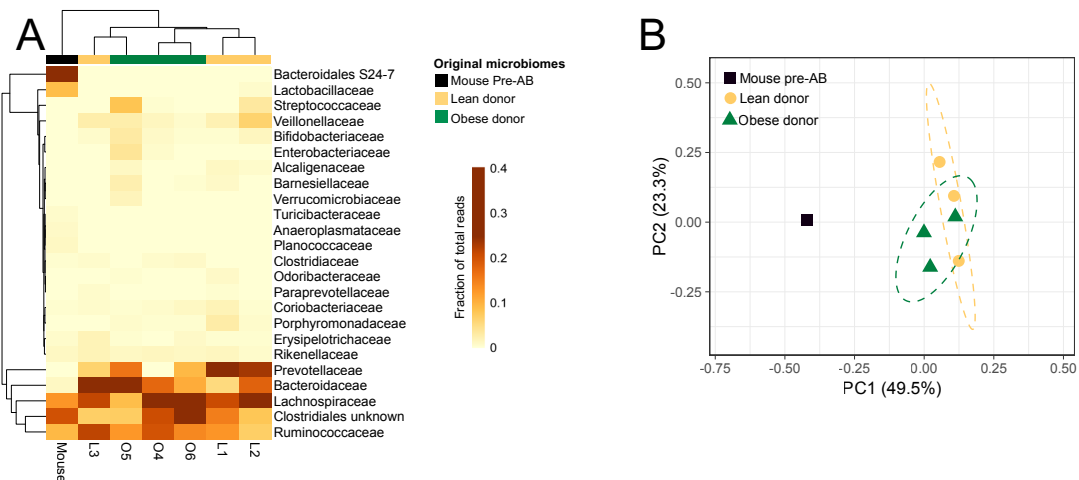 A
Original microbiomes
Mouse Pre-AB
Lean donor
Obese donor
Bacteroidales S24-7
Lactobacillaceae
Streptococcaceae
Veillonellaceae
Bifidobacteriaceae
Enterobacteriaceae
Alcaligenaceae
Barnesiellaceae
Verrucomicrobiaceae
Turicibacteraceae
Anaeroplasmataceae
Planococcaceae
Clostridiaceae
Odoribacteraceae
Paraprevotellaceae
Coriobacteriaceae
Porphyromonadaceae
Erysipelotrichaceae
Rikenellaceae
Prevotellaceae
Bacteroidaceae
Lachnospiraceae
Clostridiales unknown
Ruminococcaceae
Mouse L3 O5 O4 O6 L1 L2
Fraction of total reads
0.4
0.3
0.2
0.1
0
B
Mouse pre-AB
Lean donor
Obese donor
PC2 (23.3%)
0.50
0.25
0.00
-0.25
-0.75 -0.50 -0.25 0.00 0.25 0.50
PC1 (49.5%)